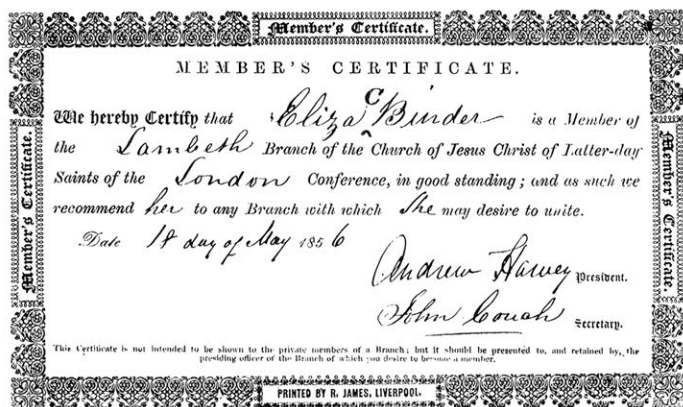 Member's Certificate.
MEMBER'S CERTIFICATE.
We hereby Certify that Eliza C Binder is a Member of
the Lambeth Branch of the Church of Jesus Christ of Latter-day
Saints of the London Conference, in good standing; and as such we
recommend her to any Branch with which She may desire to unite.
Date 18 day of May 1856
Andrew Harvey President.
John Couch Secretary.
This Certificate is not intended to be shown to the private members of a Branch; but it should be presented to, and retained by, the
presiding officer of the Branch of which you desire to become a member.
PRINTED BY R. JAMES, LIVERPOOL.
Member's Certificate.
Member's Certificate.